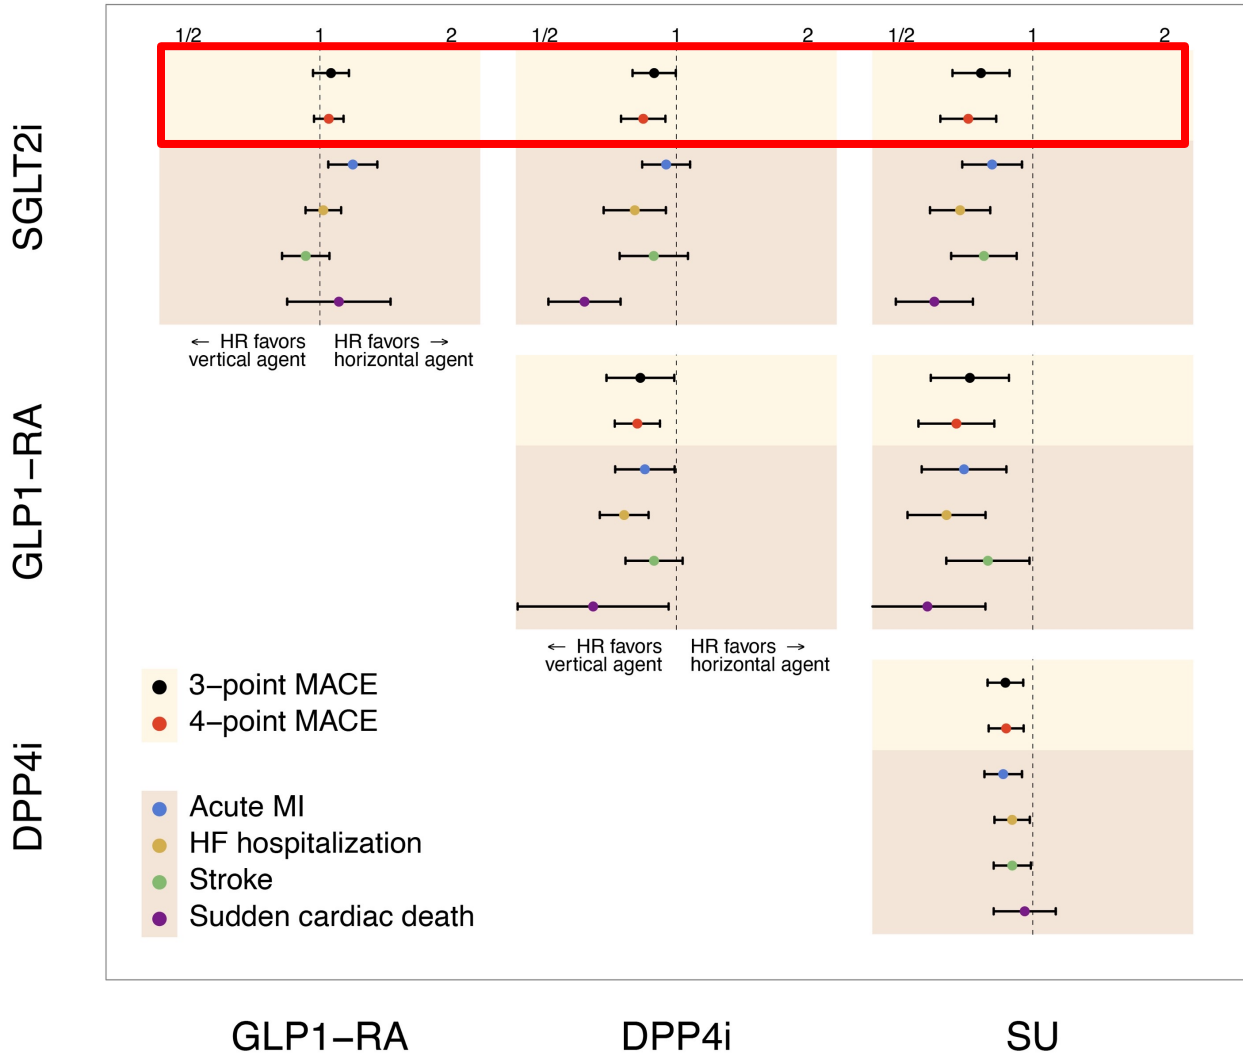 1/2 1 2 1/2 1 2 1/2 1 2
SGLT2i
← HR favors
vertical agent
HR favors →
horizontal agent
GLP1−RA
← HR favors
vertical agent
HR favors →
horizontal agent
3−point MACE
4−point MACE
DPP4i
Acute MI
HF hospitalization
Stroke
Sudden cardiac death
GLP1−RA DPP4i SU